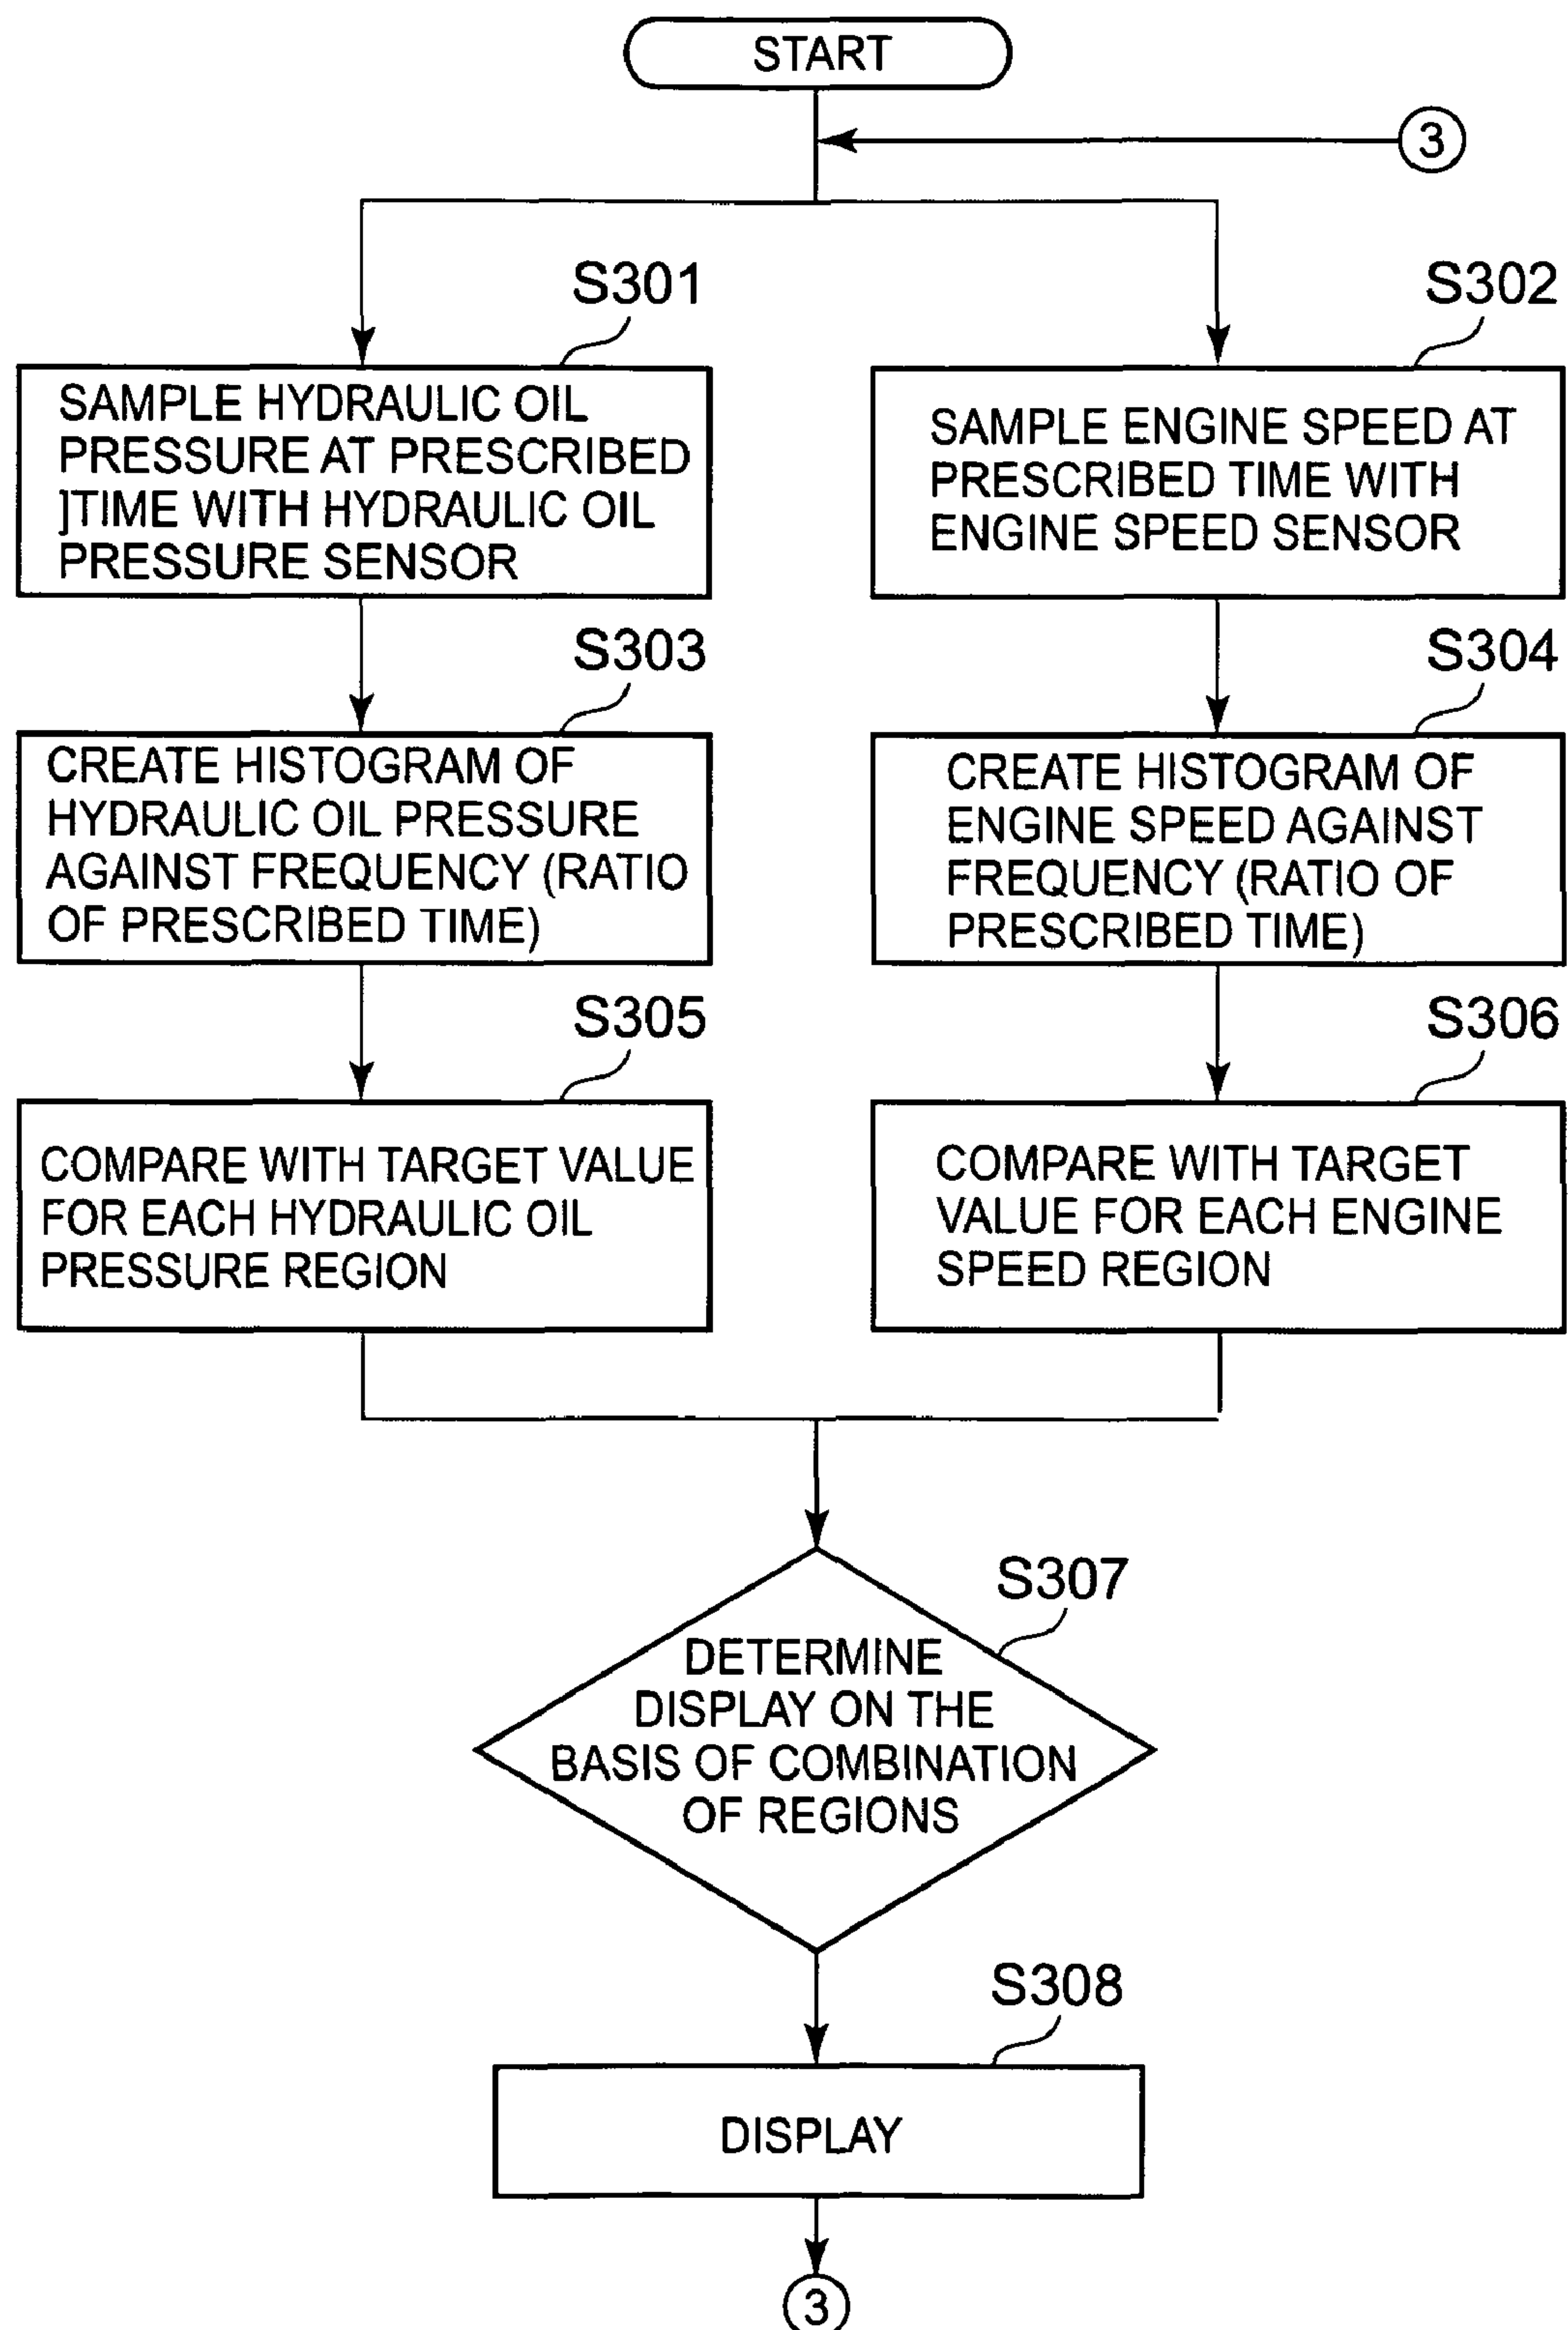 START
3
S301
SAMPLE HYDRAULIC OIL
PRESSURE AT PRESCRIBED
]TIME WITH HYDRAULIC OIL
PRESSURE SENSOR
S302
SAMPLE ENGINE SPEED AT
PRESCRIBED TIME WITH
ENGINE SPEED SENSOR
S303
CREATE HISTOGRAM OF
HYDRAULIC OIL PRESSURE
AGAINST FREQUENCY (RATIO
OF PRESCRIBED TIME)
S304
CREATE HISTOGRAM OF
ENGINE SPEED AGAINST
FREQUENCY (RATIO OF
PRESCRIBED TIME)
S305
COMPARE WITH TARGET VALUE
FOR EACH HYDRAULIC OIL
PRESSURE REGION
S306
COMPARE WITH TARGET
VALUE FOR EACH ENGINE
SPEED REGION
S307
DETERMINE
DISPLAY ON THE
BASIS OF COMBINATION
OF REGIONS
S308
DISPLAY
3